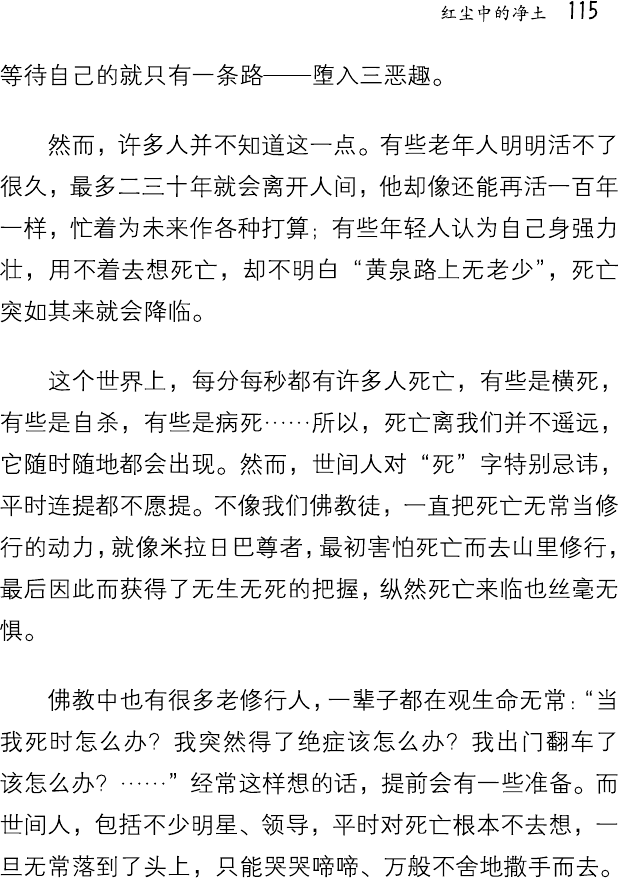 红尘中的净土 115
等待自己的就只有一条路——堕入三恶趣。
然而，许多人并不知道这一点。有些老年人明明活不了
很久，最多二三十年就会离开人间，他却像还能再活一百年
一样，忙着为未来作各种打算；有些年轻人认为自己身强力
壮，用不着去想死亡，却不明白“黄泉路上无老少”，死亡
突如其来就会降临。
这个世界上，每分每秒都有许多人死亡，有些是横死，
有些是自杀，有些是病死……所以，死亡离我们并不遥远，
它随时随地都会出现。然而，世间人对“死”字特别忌讳，
平时连提都不愿提。不像我们佛教徒，一直把死亡无常当修
行的动力，就像米拉日巴尊者，最初害怕死亡而去山里修行，
最后因此而获得了无生无死的把握，纵然死亡来临也丝毫无
惧。
佛教中也有很多老修行人，一辈子都在观生命无常：“当
我死时怎么办？我突然得了绝症该怎么办？我出门翻车了
该怎么办？……”经常这样想的话，提前会有一些准备。而
世间人，包括不少明星、领导，平时对死亡根本不去想，一
旦无常落到了头上，只能哭哭啼啼、万般不舍地撒手而去。